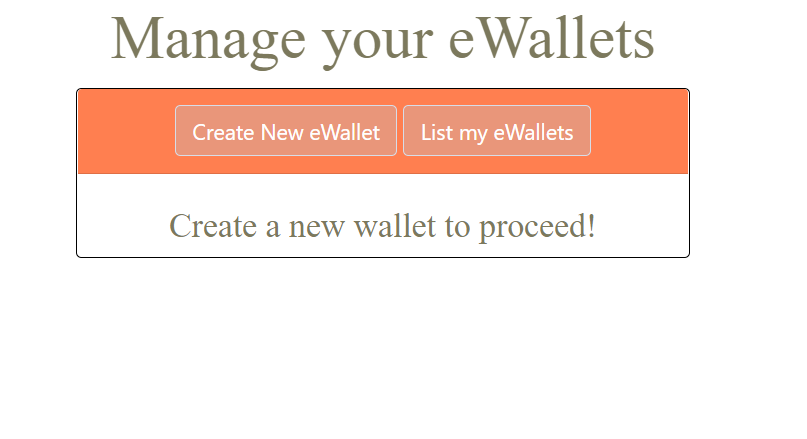 Manage your eWallets
Create New eWallet List my eWallets
Create a new wallet to proceed!